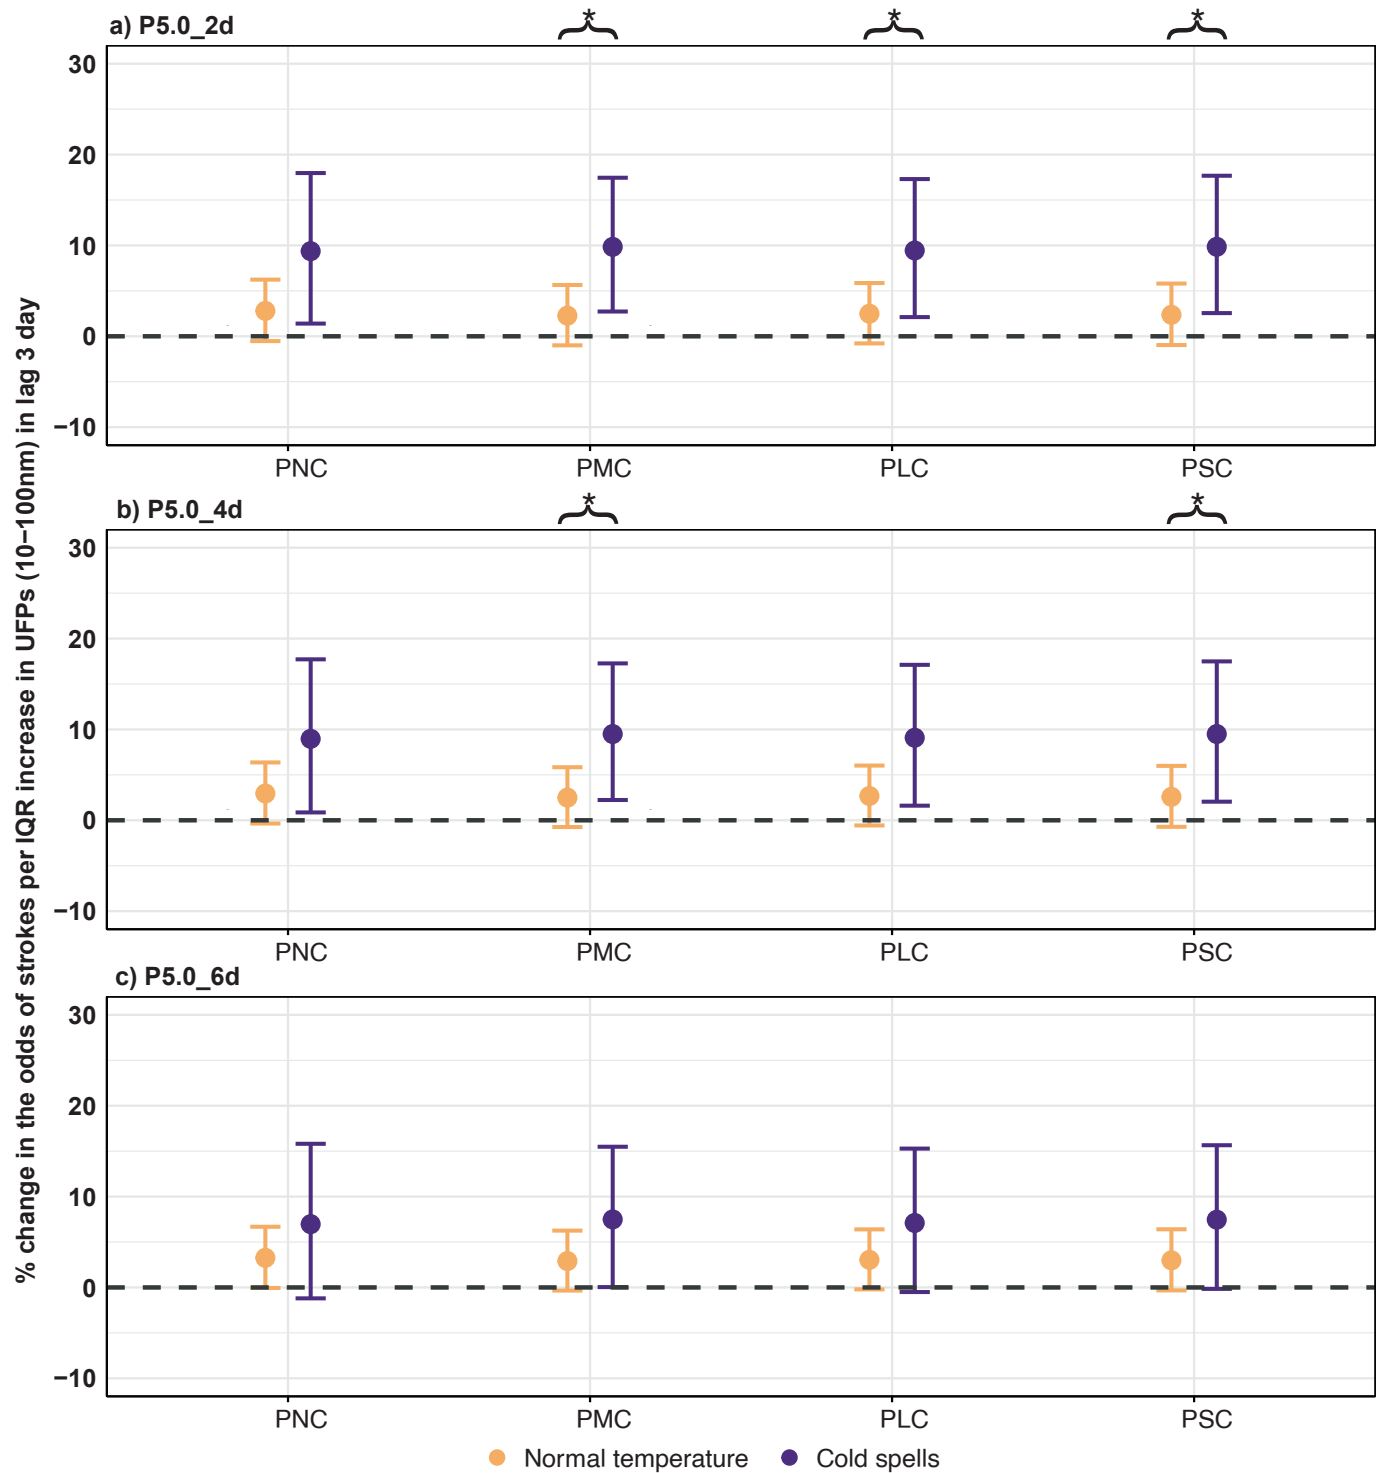 % change in the odds of strokes per IQR increase in UFPs (10−100nm) in lag 3 day
a) P5.0_2d
* * *
30
20
10
0
−10
PNC PMC PLC PSC
b) P5.0_4d
* *
30
20
10
0
−10
PNC PMC PLC PSC
c) P5.0_6d
30
20
10
0
−10
PNC PMC PLC PSC
Normal temperature Cold spells